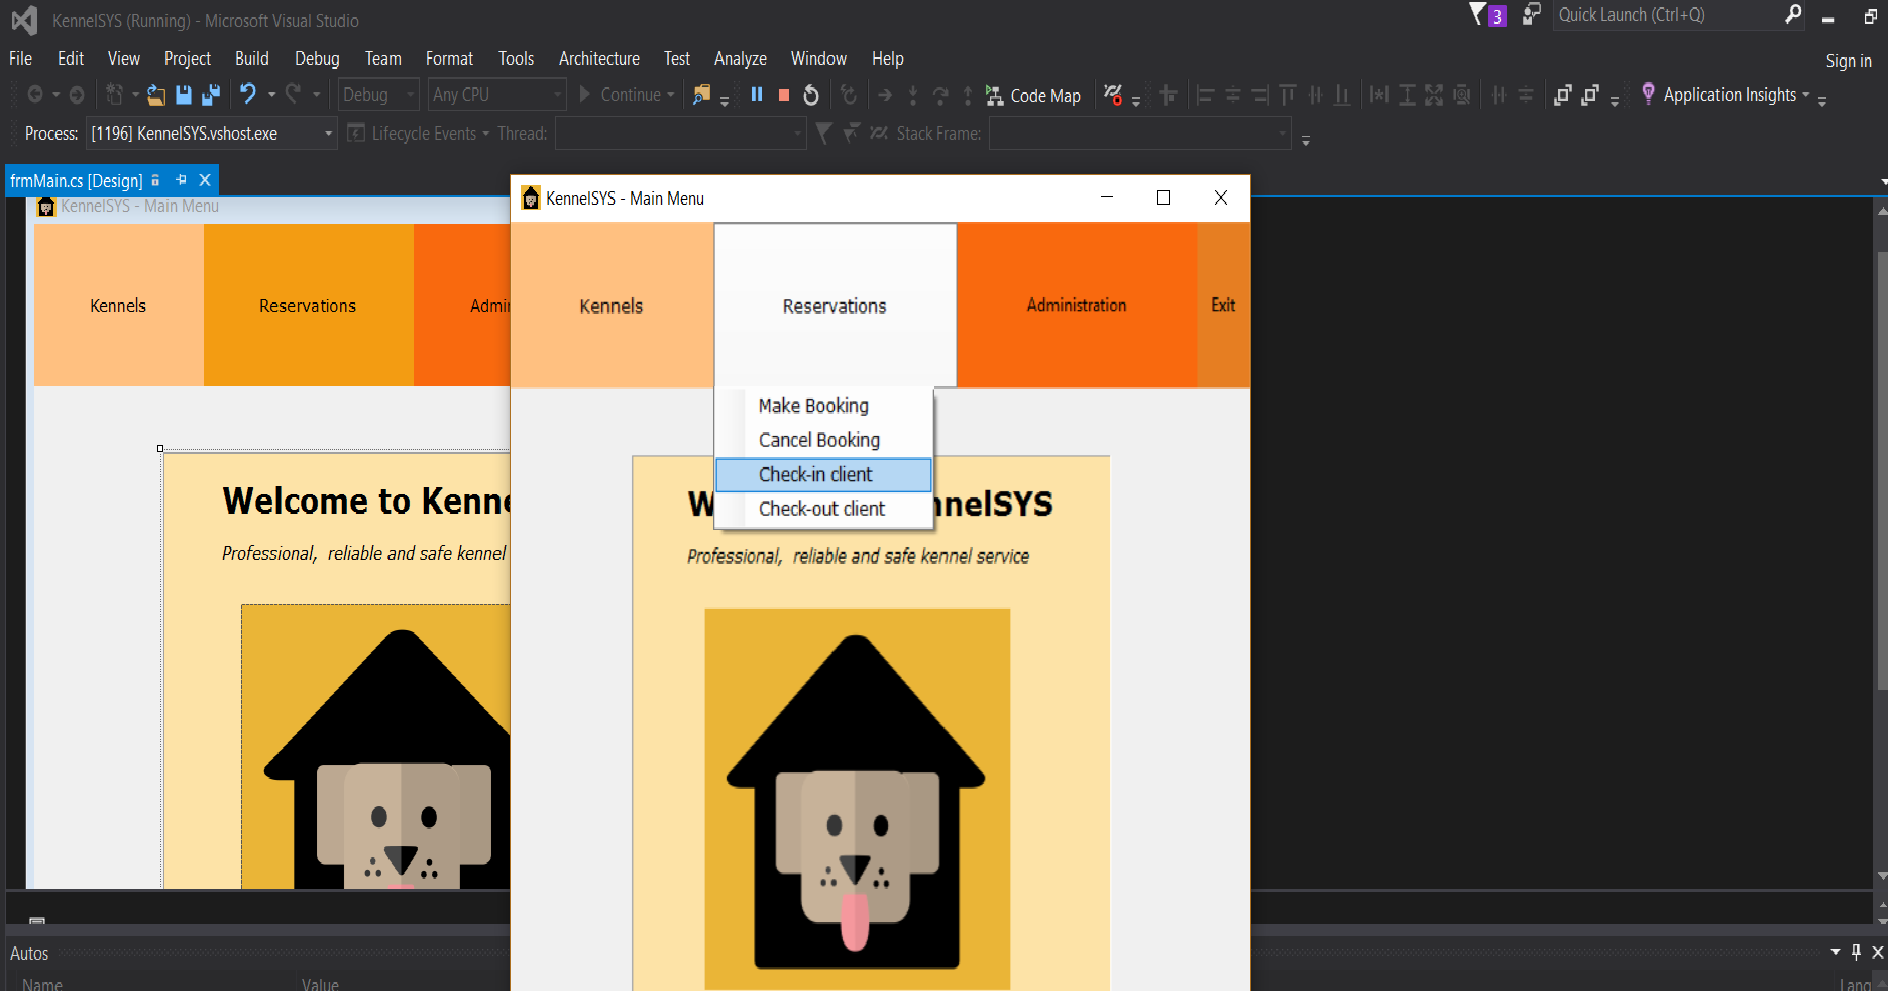 KennelSYS (Running) - Microsoft Visual Studio
3
Quick Launch (Ctrl+Q)
File Edit View Project Build Debug Team Format Tools Architecture Test Analyze Window Help
Sign in
Debug Any CPU Continue Code Map Application Insights
Process: [1196] KennelSYS.vshost.exe Lifecycle Events Thread: Stack Frame:
frmMain.cs [Design]
KennelSYS - Main Menu
Kennels Reservations Admi
Welcome to Kenn
Professional, reliable and safe kennel
KennelSYS - Main Menu
Kennels Reservations Administration Exit
Make Booking
Cancel Booking
Check-in client
Check-out client
W nnelSYS
Professional, reliable and safe kennel service
Autos
Name Value Lang